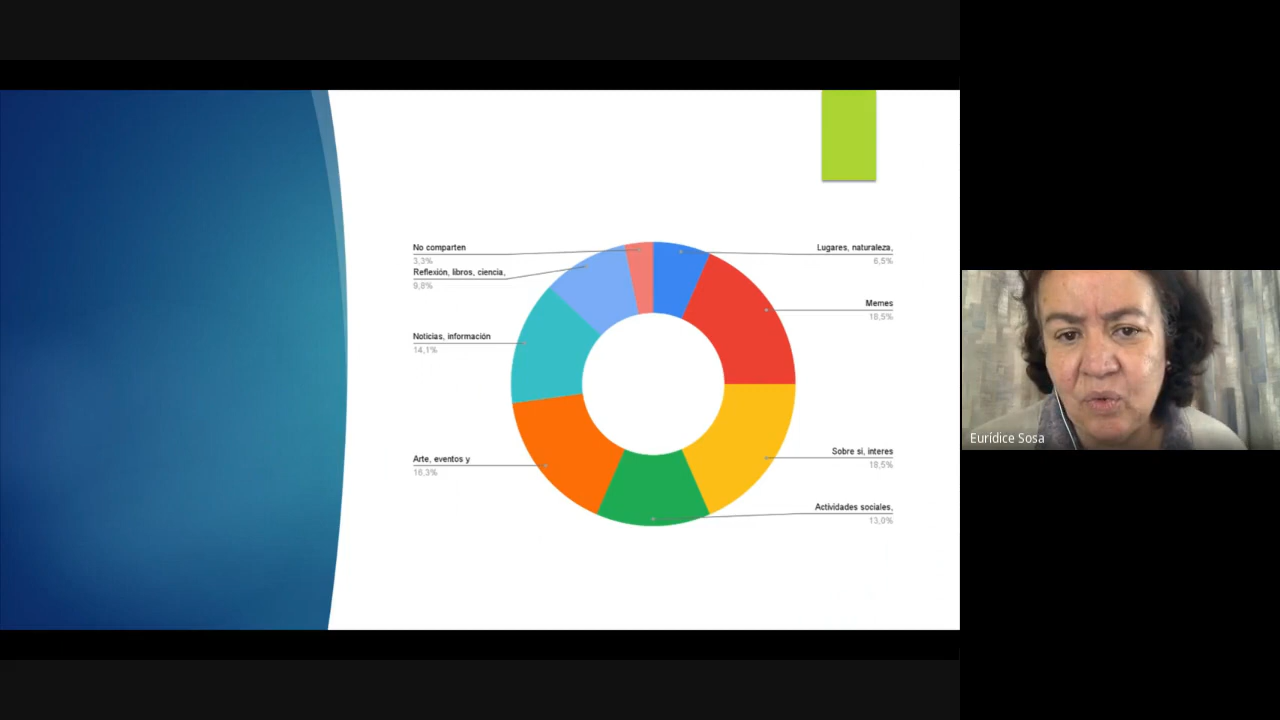 No comparten
3,3%
Reflexión, libros, ciencia,
9,8%
Noticias, información
14,1%
Arte, eventos y
16,3%
Lugares, naturaleza,
6,5%
Memes
18,5%
Sobre si, interes
18,5%
Actividades sociales,
13,0%
Eurídice Sosa